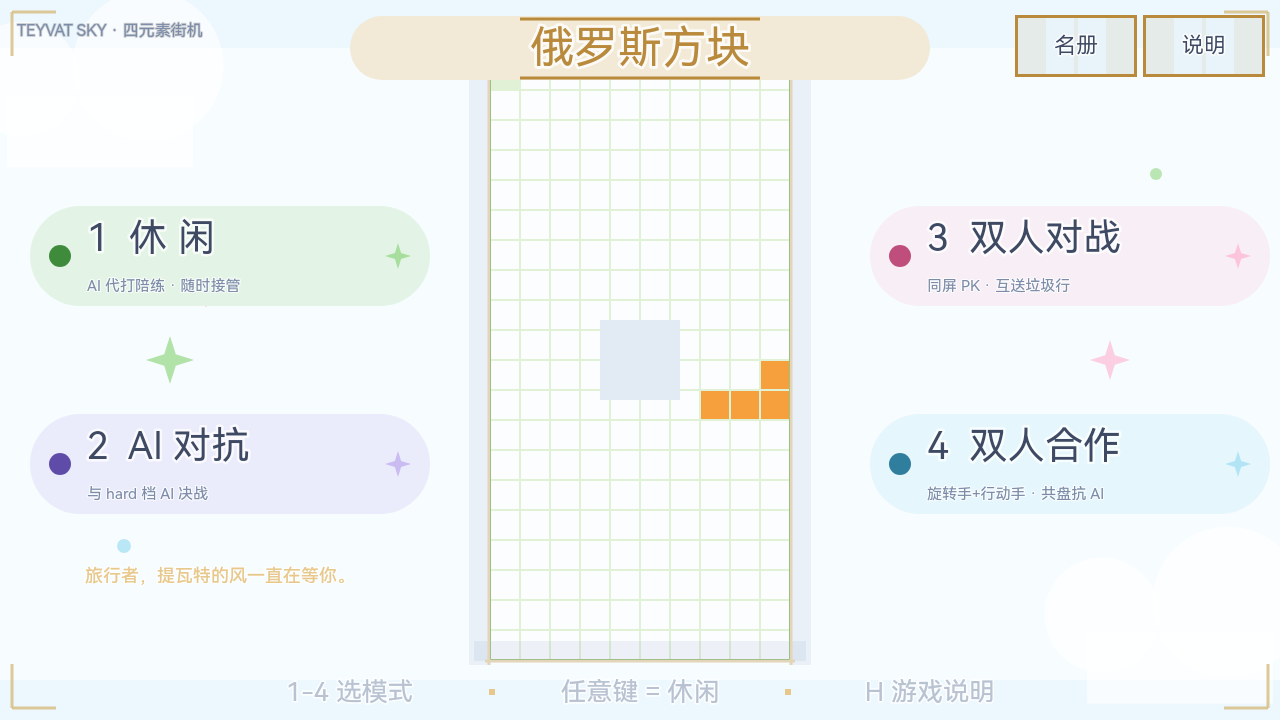 TEYVAT SKY · 四元素街机
俄罗斯方块
名册
说明
1 休 闲
AI 代打陪练 · 随时接管
2 AI 对抗
与 hard 档 AI 决战
旅行者，提瓦特的风一直在等你。
3 双人对战
同屏 PK · 互送垃圾行
4 双人合作
旋转手+行动手 · 共盘抗 AI
1-4 选模式 · 任意键 = 休闲 · H 游戏说明